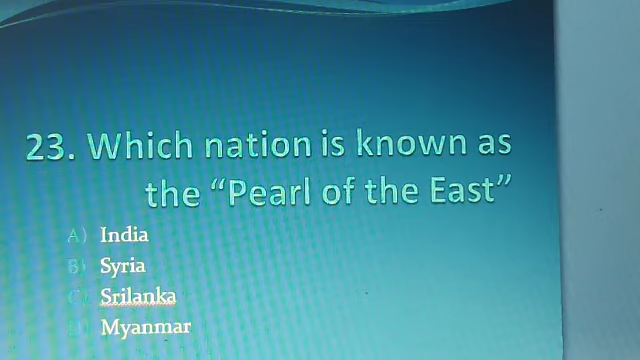 23. Which nation is known as
the “Pearl of the East”
A) India
B) Syria
C) Srilanka
D) Myanmar